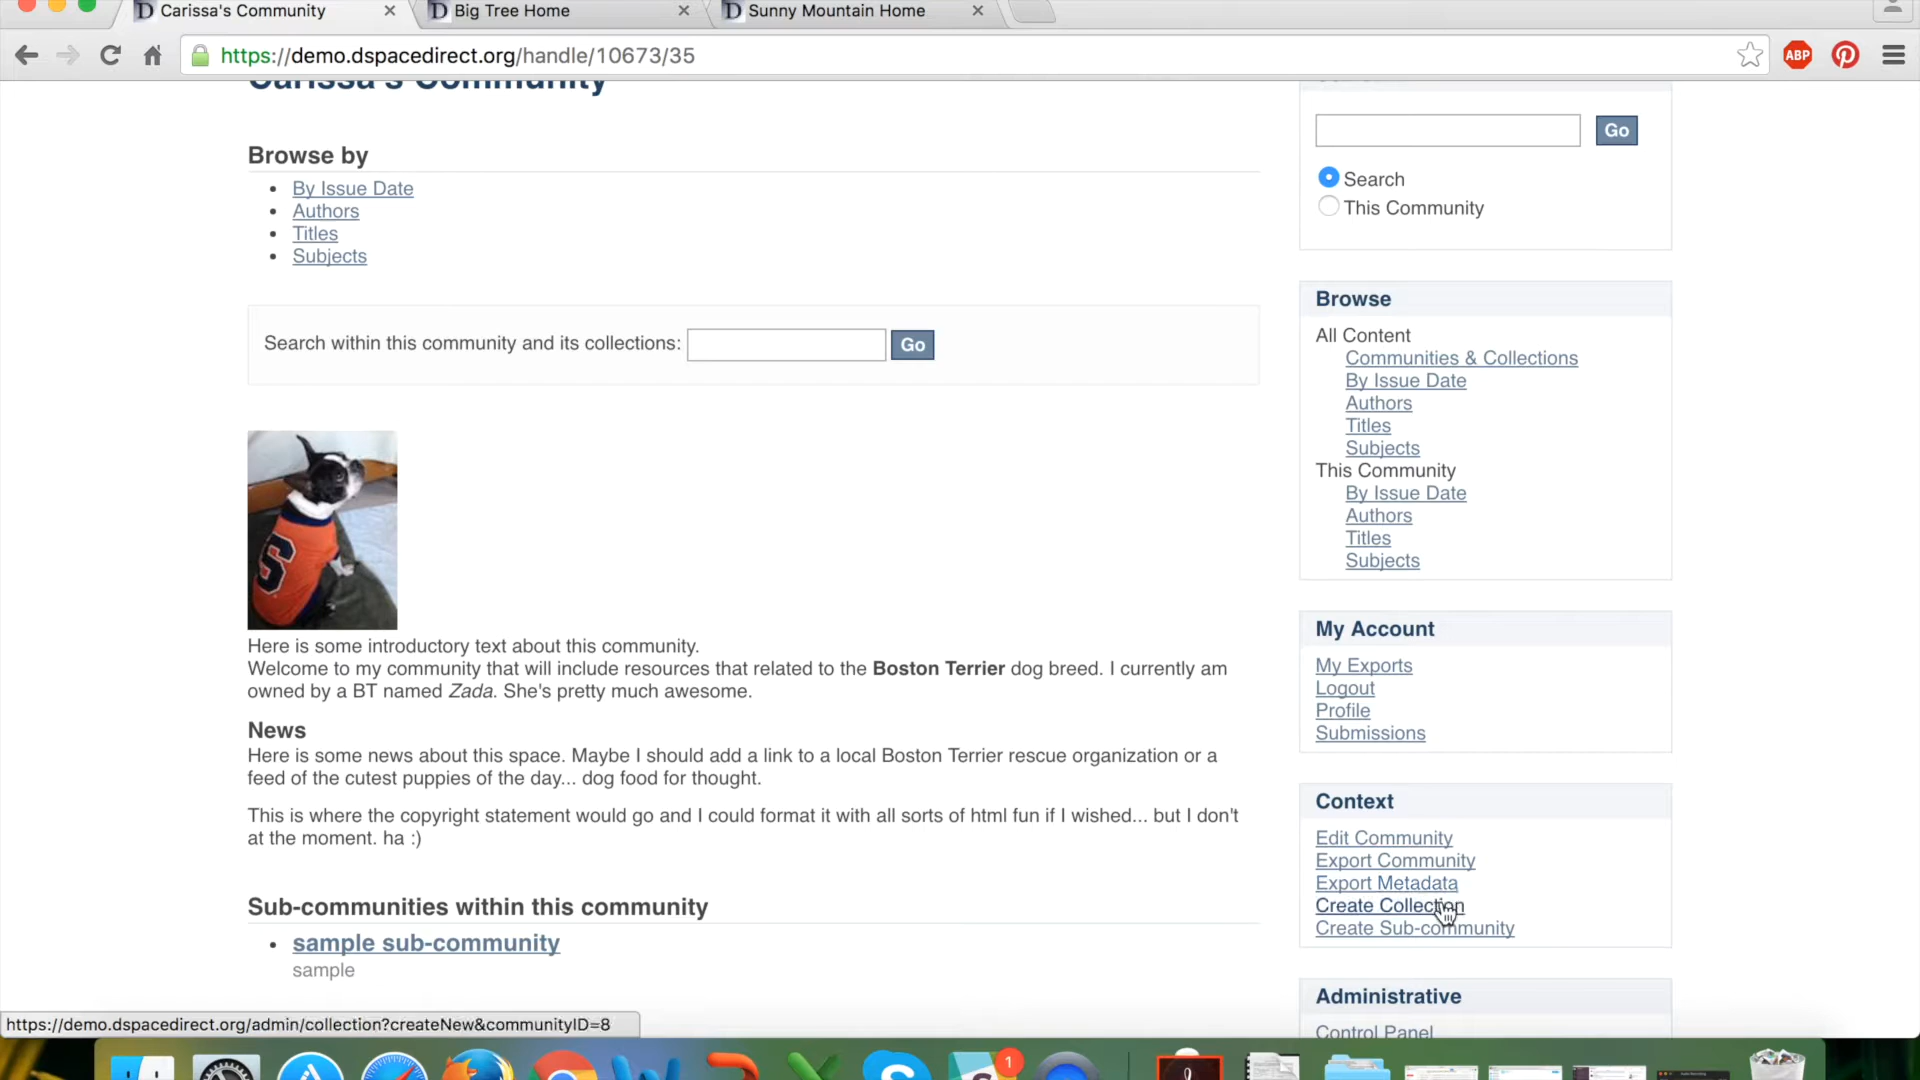 Carissa's Community
Big Tree Home
Sunny Mountain Home
https://demo.dspacedirect.org/handle/10673/35
ABP
Carissa's Community
Browse by
By Issue Date
Authors
Titles
Subjects
Search within this community and its collections:
Go
Here is some introductory text about this community.
Welcome to my community that will include resources that related to the Boston Terrier dog breed. I currently am
owned by a BT named Zada. She's pretty much awesome.
News
Here is some news about this space. Maybe I should add a link to a local Boston Terrier rescue organization or a
feed of the cutest puppies of the day... dog food for thought.
This is where the copyright statement would go and I could format it with all sorts of html fun if I wished... but I don't
at the moment. ha :)
Sub-communities within this community
sample sub-community
sample
Go
Search
This Community
Browse
All Content
Communities & Collections
By Issue Date
Authors
Titles
Subjects
This Community
By Issue Date
Authors
Titles
Subjects
My Account
My Exports
Logout
Profile
Submissions
Context
Edit Community
Export Community
Export Metadata
Create Collection
Create Sub-community
Administrative
Control Panel
https://demo.dspacedirect.org/admin/collection?createNew&communityID=8
1